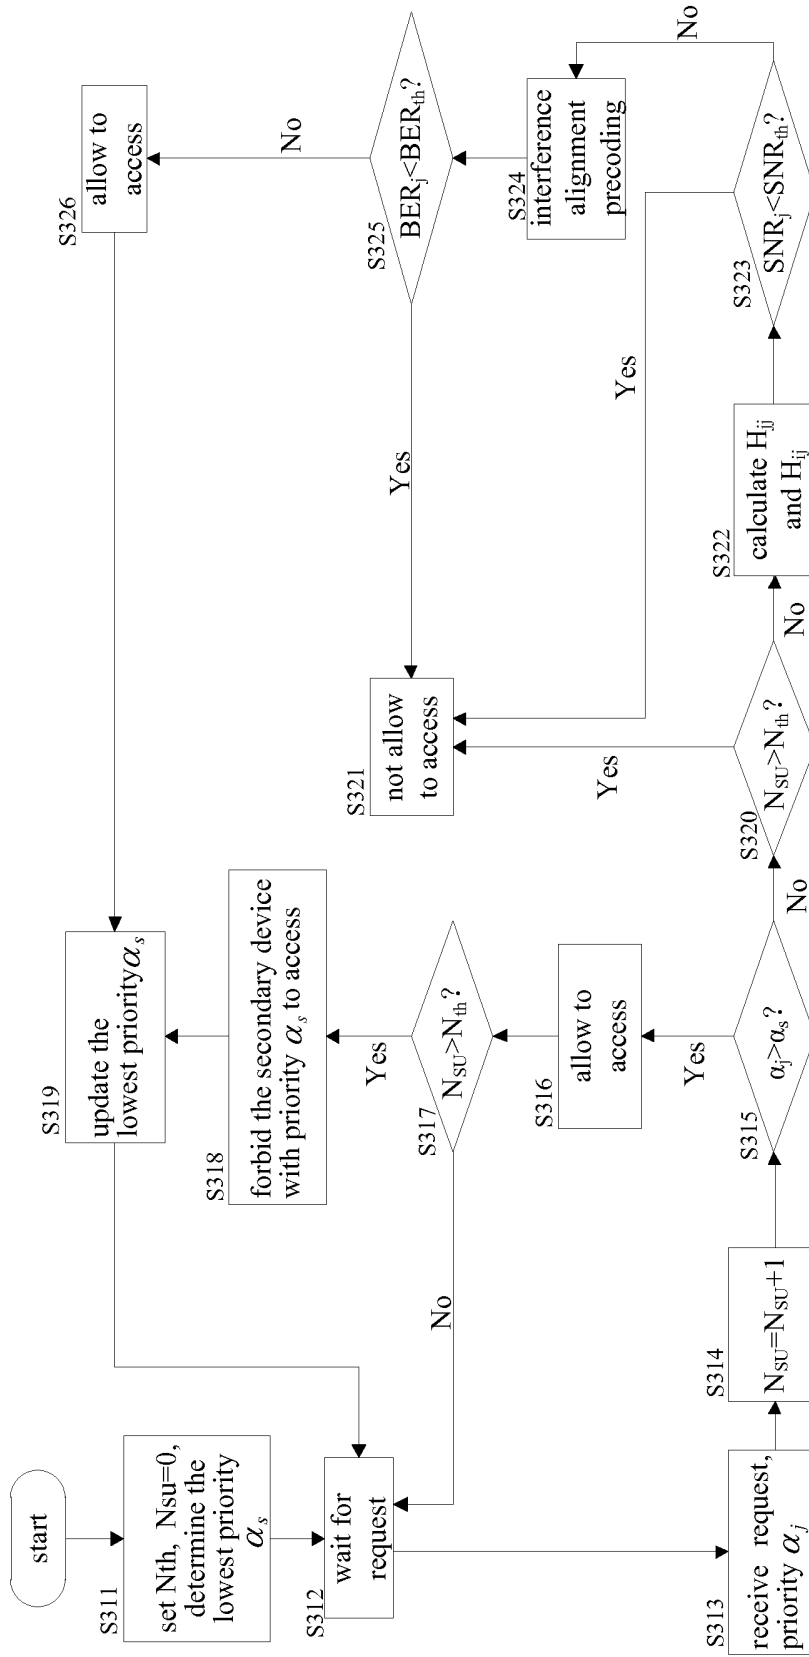 start
S311
set Nth, Nsu=0,
determine the
lowest priority
αs
S312
wait for
request
S313
receive request,
priority αj
S314
NSU=NSU+1
S315
αj>αs?
Yes
No
S316
allow to
access
S317
NSU>Nth?
Yes
No
S318
forbid the secondary device
with priority αs to access
S319
update the
lowest priority αs
S320
NSU>Nth?
Yes
No
S321
not allow
to access
S322
calculate Hjj
and Hij
S323
SNRj<SNRth?
Yes
No
S324
interference
alignment
precoding
S325
BERj<BERth?
Yes
No
S326
allow to
access